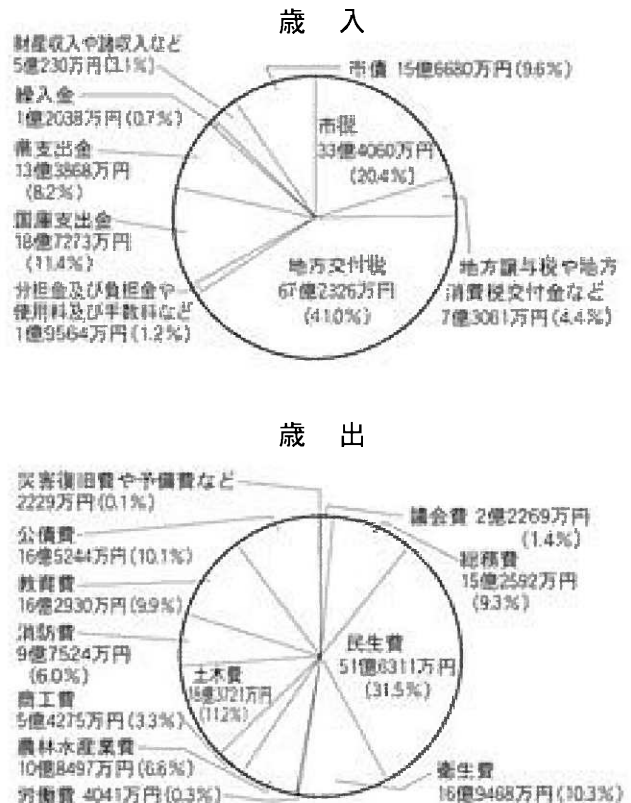 歳 入
財産収入や諸収入など
5億230万円(3.1%)
繰入金
1億2038万円(0.7%)
県支出金
13億3868万円
(8.2%)
国庫支出金
18億7273万円
(11.4%)
分担金及び負担金や
使用料及び手数料など
1億9564万円(1.2%)
市債 15億6680万円(9.6%)
市税
33億4060万円
(20.4%)
地方交付税
67億2326万円
(41.0%)
地方譲与税や地方
消費税交付金など
7億3061万円(4.4%)
歳 出
災害復旧費や予備費など
2229万円(0.1%)
公債費
16億5244万円(10.1%)
教育費
16億2930万円(9.9%)
消防費
9億7524万円
(6.0%)
土木費
18億3721万円
(11.2%)
商工費
5億4275万円(3.3%)
農林水産業費
10億8497万円(6.6%)
労働費 4041万円(0.3%)
議会費 2億2269万円
(1.4%)
総務費
15億2592万円
(9.3%)
民生費
51億6311万円
(31.5%)
衛生費
16億9468万円(10.3%)